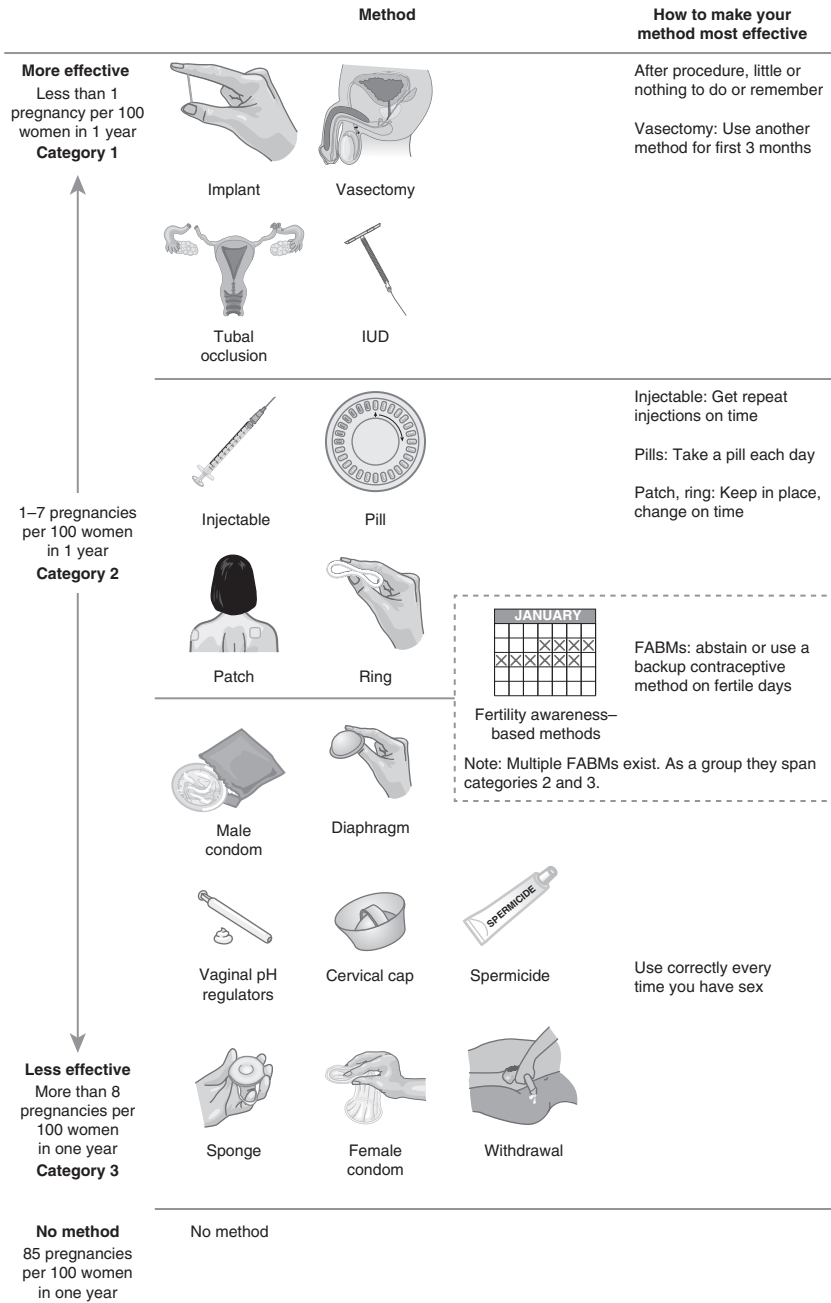 Method
How to make your
method most effective
More effective
Less than 1
pregnancy per 100
women in 1 year
Category 1
Implant
Vasectomy
After procedure, little or
nothing to do or remember
Vasectomy: Use another
method for first 3 months
Tubal
occlusion
IUD
1–7 pregnancies
per 100 women
in 1 year
Category 2
Injectable
Pill
Injectable: Get repeat
injections on time
Pills: Take a pill each day
Patch, ring: Keep in place,
change on time
Patch
Ring
JANUARY
Fertility awareness–
based methods
FABMs: abstain or use a
backup contraceptive
method on fertile days
Note: Multiple FABMs exist. As a group they span
categories 2 and 3.
Male
condom
Diaphragm
SPERMICIDE
Vaginal pH
regulators
Cervical cap
Spermicide
Use correctly every
time you have sex
Less effective
More than 8
pregnancies per
100 women
in one year
Category 3
Sponge
Female
condom
Withdrawal
No method
85 pregnancies
per 100 women
in one year
No method